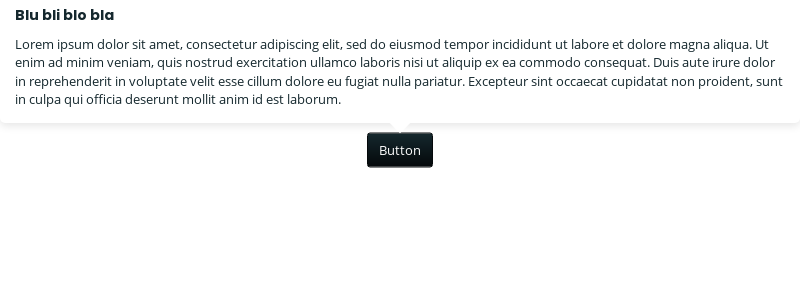 Blu bli blo bla
Lorem ipsum dolor sit amet, consectetur adipiscing elit, sed do eiusmod tempor incididunt ut labore et dolore magna aliqua. Ut
enim ad minim veniam, quis nostrud exercitation ullamco laboris nisi ut aliquip ex ea commodo consequat. Duis aute irure dolor
in reprehenderit in voluptate velit esse cillum dolore eu fugiat nulla pariatur. Excepteur sint occaecat cupidatat non proident, sunt
in culpa qui officia deserunt mollit anim id est laborum.
Button